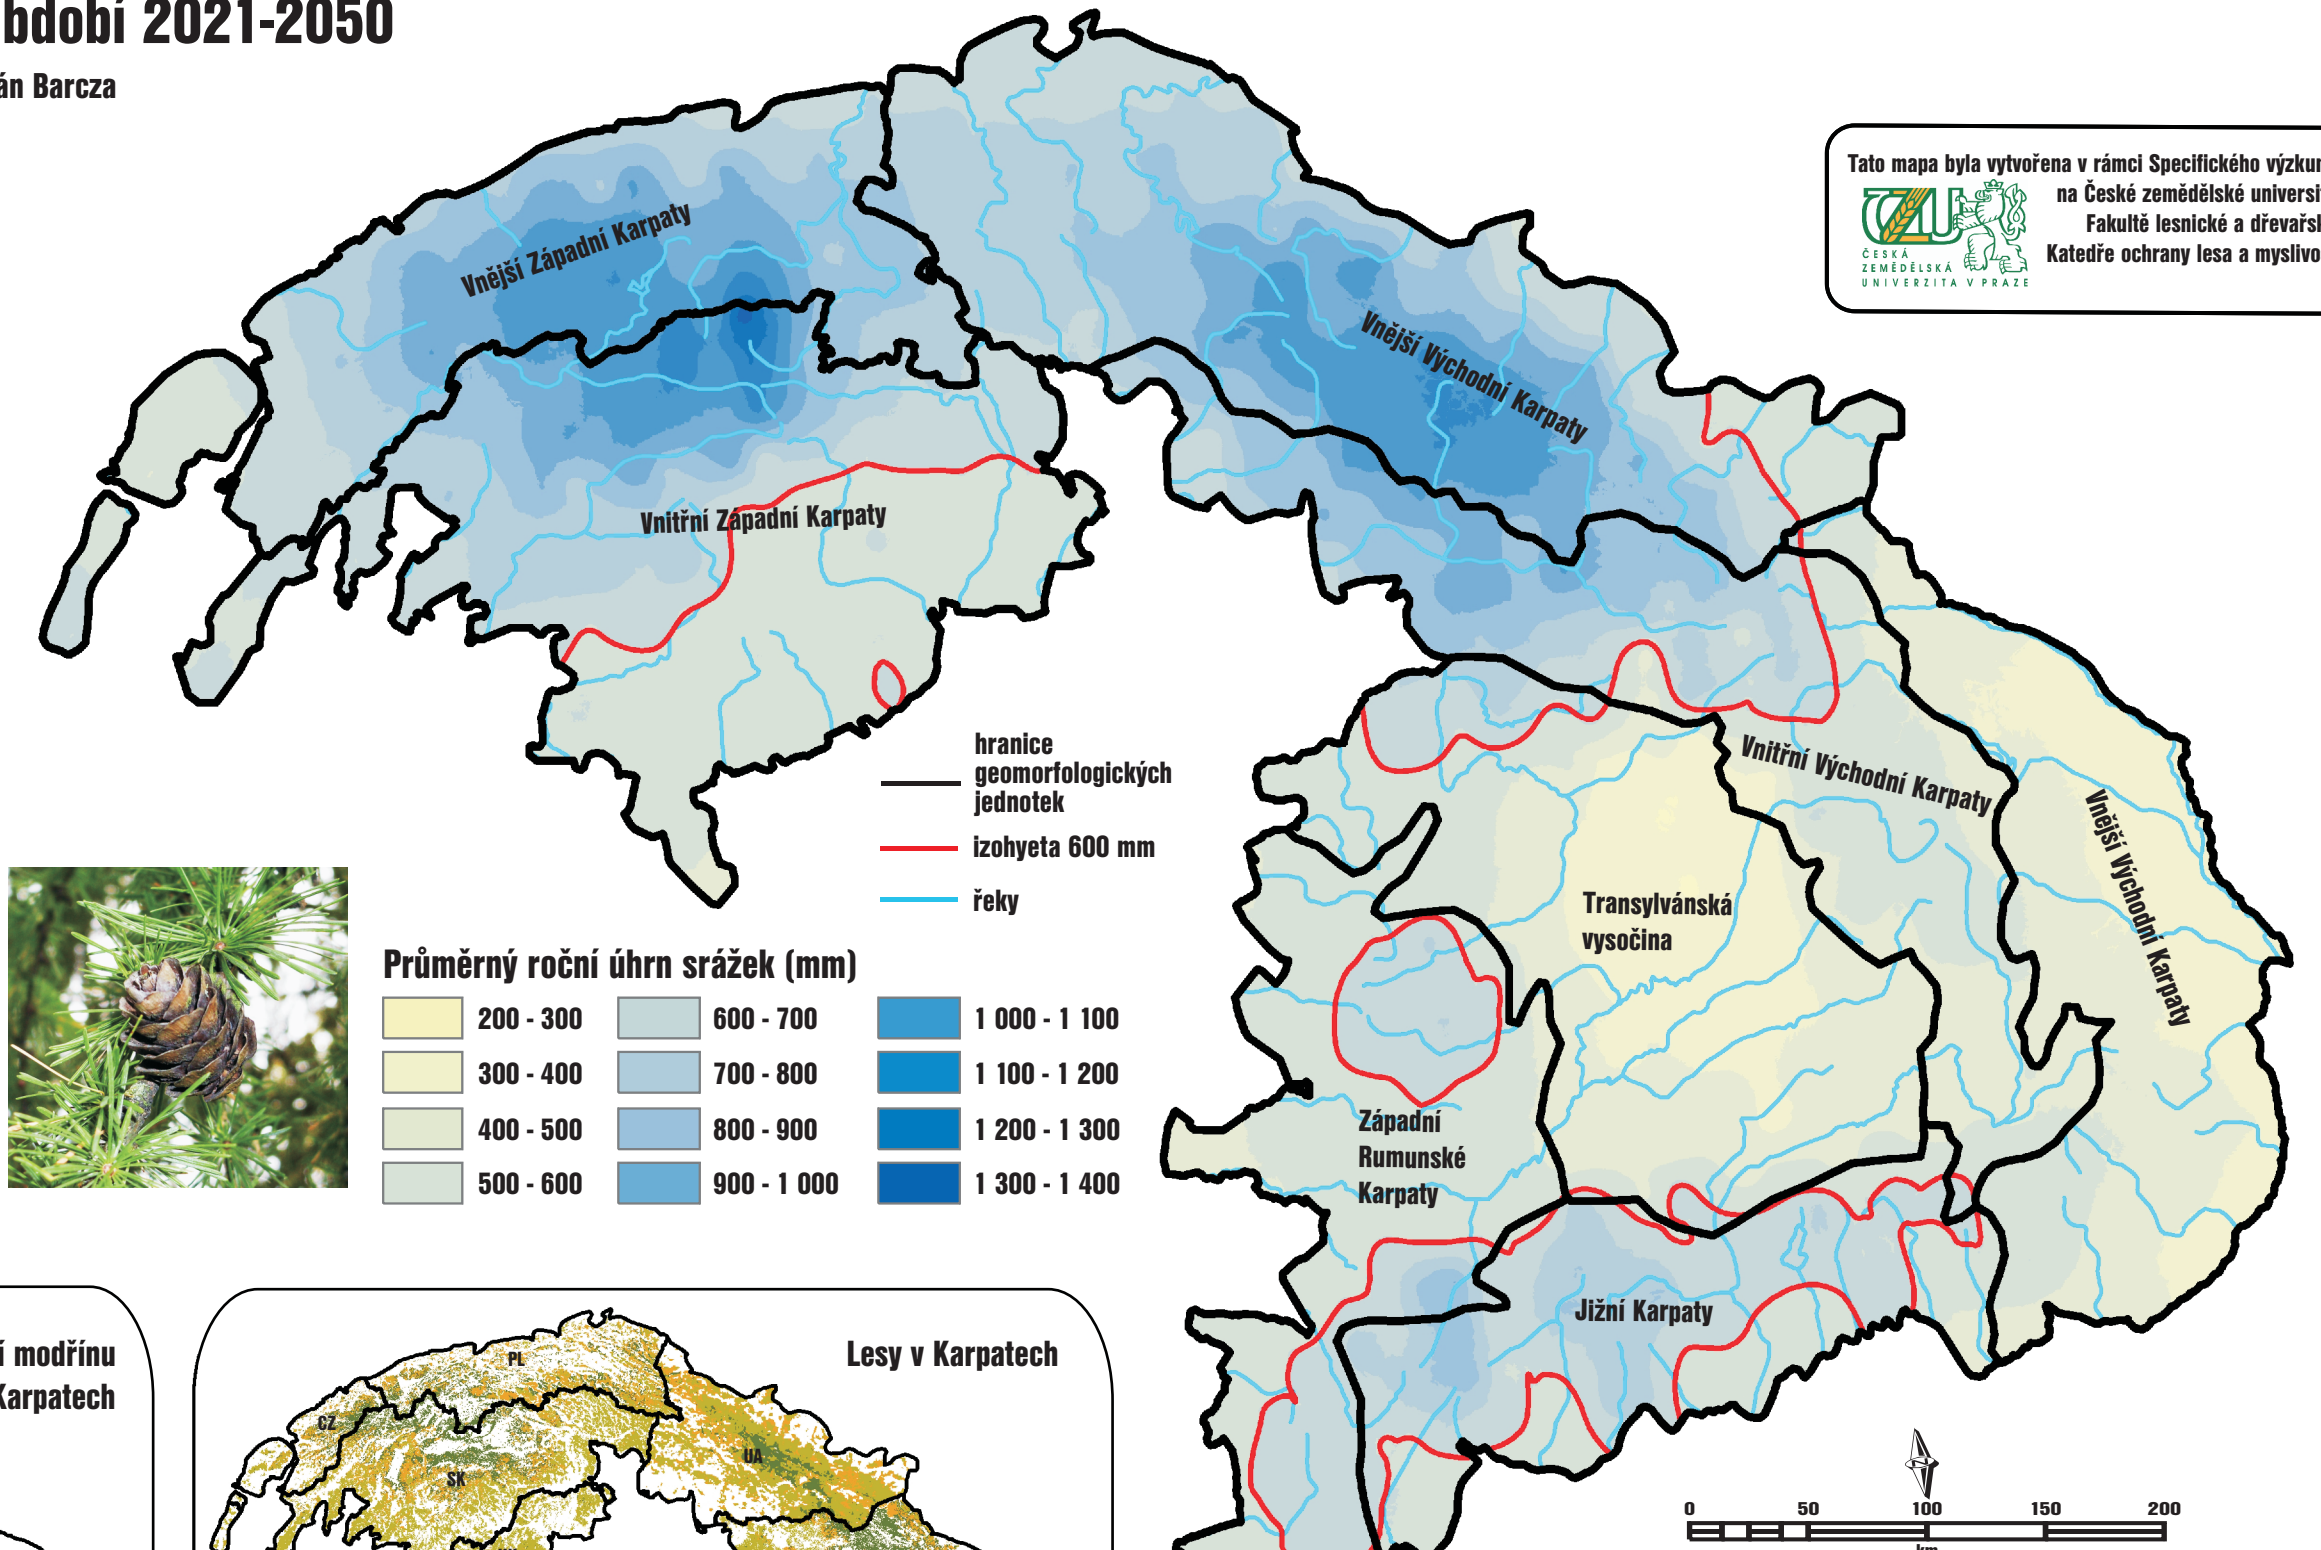 bdobí 2021-2050
án Barcza
Tato mapa byla vytvořena v rámci Specifického
na České zemědělské
Fakultě lesnické a
Katedře ochrany lesa a
ČESKÁ
ZEMĚDĚLSKÁ
UNIVERZITA V PRAZE
Vnější Západní Karpaty
Vnější Východní Karpaty
Vnitřní Západní Karpaty
Vnitřní Východní Karpaty
Vnější Východní Karpaty
Transylvánská
vysočina
Západní
Rumunské
Karpaty
Jižní Karpaty
hranice
geomorfologických
jednotek
izohyeta 600 mm
řeky
Průměrný roční úhrn srážek (mm)
200 - 300
300 - 400
400 - 500
500 - 600
600 - 700
700 - 800
800 - 900
900 - 1 000
1 000 - 1 100
1 100 - 1 200
1 200 - 1 300
1 300 - 1 400
í modřínu
Karpatech
Lesy v Karpatech
PL
CZ
SK
UA
N
0 50 100 150 200